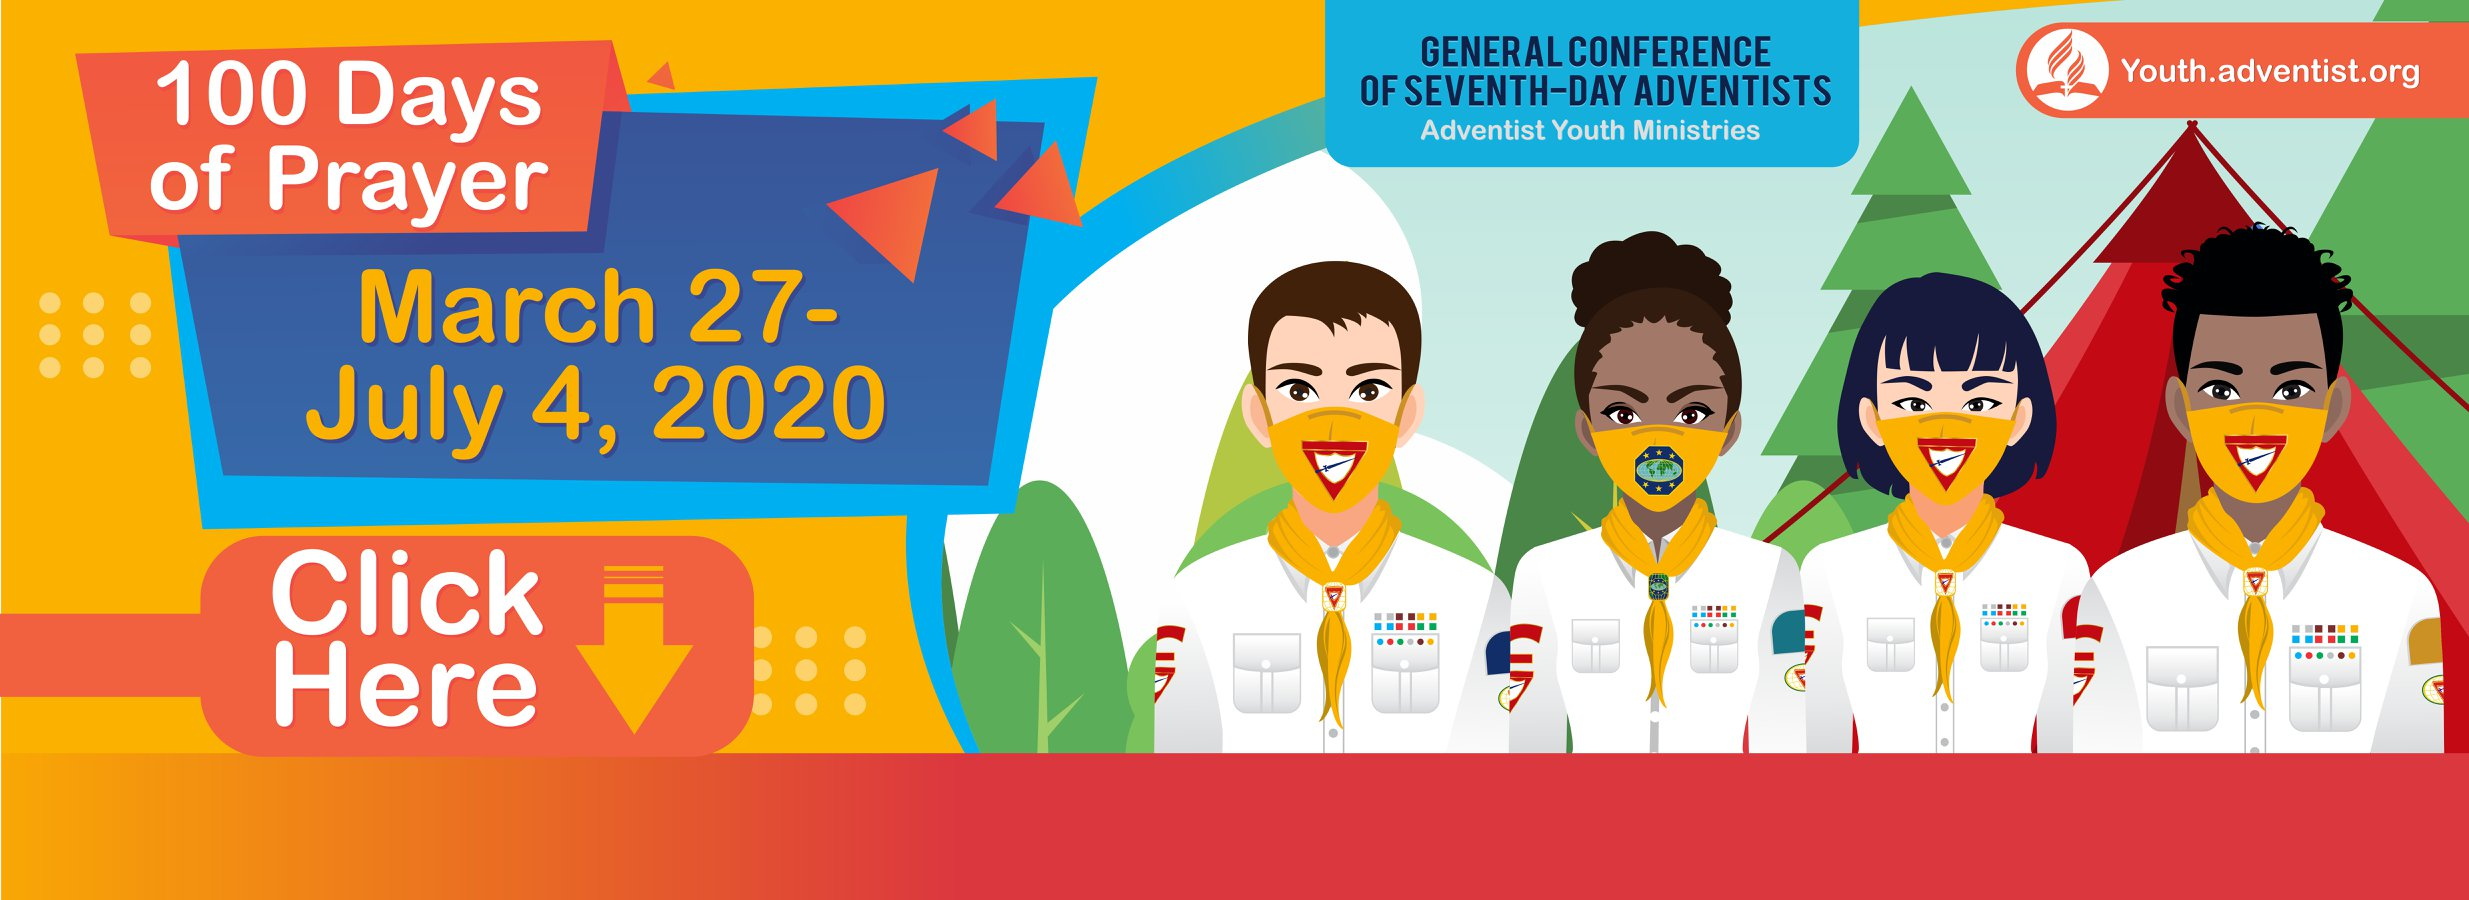 100 Days
of Prayer
March 27-
July 4, 2020
Click
Here
GENERAL CONFERENCE
OF SEVENTH-DAY ADVENTISTS
Adventist Youth Ministries
Youth.adventist.org